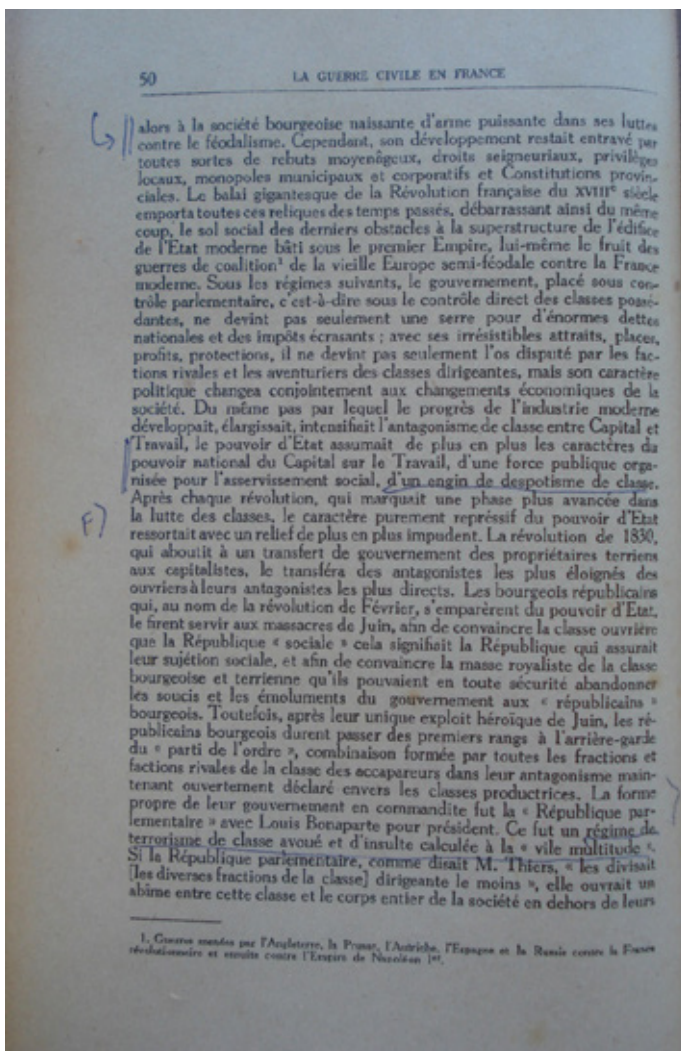 50 LA GUERRE CIVILE EN FRANCE
alors à la société bourgeoise naissante d'arme puissante dans ses luttes
contre le féodalisme. Cependant, son développement restait entravé par
toutes sortes de rebuts moyenâgeux, droits seigneuriaux, privilèges
locaux, monopoles municipaux et corporatifs et Constitutions provin-
ciales. Le balai gigantesque de la Révolution française du XVIIIe siècle
emporta toutes ces reliques des temps passés, débarrassant ainsi du même
coup, le sol social des derniers obstacles à la superstructure de l'édifice
de l'Etat moderne bâti sous le premier Empire, lui-même le fruit des
guerres de coalition¹ de la vieille Europe semi-féodale contre la France
moderne. Sous les régimes suivants, le gouvernement, placé sous con-
trôle parlementaire, c'est-à-dire sous le contrôle direct des classes possé-
dantes, ne devint pas seulement une serre pour d'énormes dettes
nationales et des impôts écrasants ; avec ses irrésistibles attraits, places,
profits, protections, il ne devint pas seulement l'os disputé par les fac-
tions rivales et les aventuriers des classes dirigeantes, mais son caractère
politique changea conjointement aux changements économiques de la
société. Du même pas par lequel le progrès de l'industrie moderne
développait, élargissait, intensifiait l'antagonisme de classe entre Capital et
Travail, le pouvoir d'Etat assumait de plus en plus les caractères du
pouvoir national du Capital sur le Travail, d'une force publique orga-
nisée pour l'asservissement social, d'un engin de despotisme de classe.
Après chaque révolution, qui marquait une phase plus avancée dans
la lutte des classes, le caractère purement représsif du pouvoir d'Etat
ressortait avec un relief de plus en plus impudent. La révolution de 1830,
qui aboutit à un transfert de gouvernement des propriétaires terriens
aux capitalistes, le transféra des antagonistes les plus éloignés des
ouvriers à leurs antagonistes les plus directs. Les bourgeois républicains
qui, au nom de la révolution de Février, s'emparèrent du pouvoir d'Etat,
le firent servir aux massacres de Juin, afin de convaincre la classe ouvrière
que la République « sociale » cela signifiait la République qui assurait
leur sujétion sociale, et afin de convaincre la masse royaliste de la classe
bourgeoise et terrienne qu'ils pouvaient en toute sécurité abandonner
les soucis et les émoluments du gouvernement aux « républicains »
bourgeois. Toutefois, après leur unique exploit héroïque de Juin, les ré-
publicains bourgeois durent passer des premiers rangs à l'arrière-garde
du « parti de l'ordre », combinaison formée par toutes les fractions et
factions rivales de la classe des accapareurs dans leur antagonisme main-
tenant ouvertement déclaré envers les classes productrices. La forme
propre de leur gouvernement en commandite fut la « République par-
lementaire » avec Louis Bonaparte pour président. Ce fut un régime de
terrorisme de classe avoué et d'insulte calculée à la « vile multitude ».
Si la République parlementaire, comme disait M. Thiers, « les divisait
[les diverses fractions de la classe] dirigeante le moins », elle ouvrait un
abîme entre cette classe et le corps entier de la société en dehors de leurs
1. Guerres menées par l'Angleterre, la Prusse, l'Autriche, l'Espagne et la Russie contre la France
révolutionnaire et ensuite contre l'Empire de Napoléon Ier.